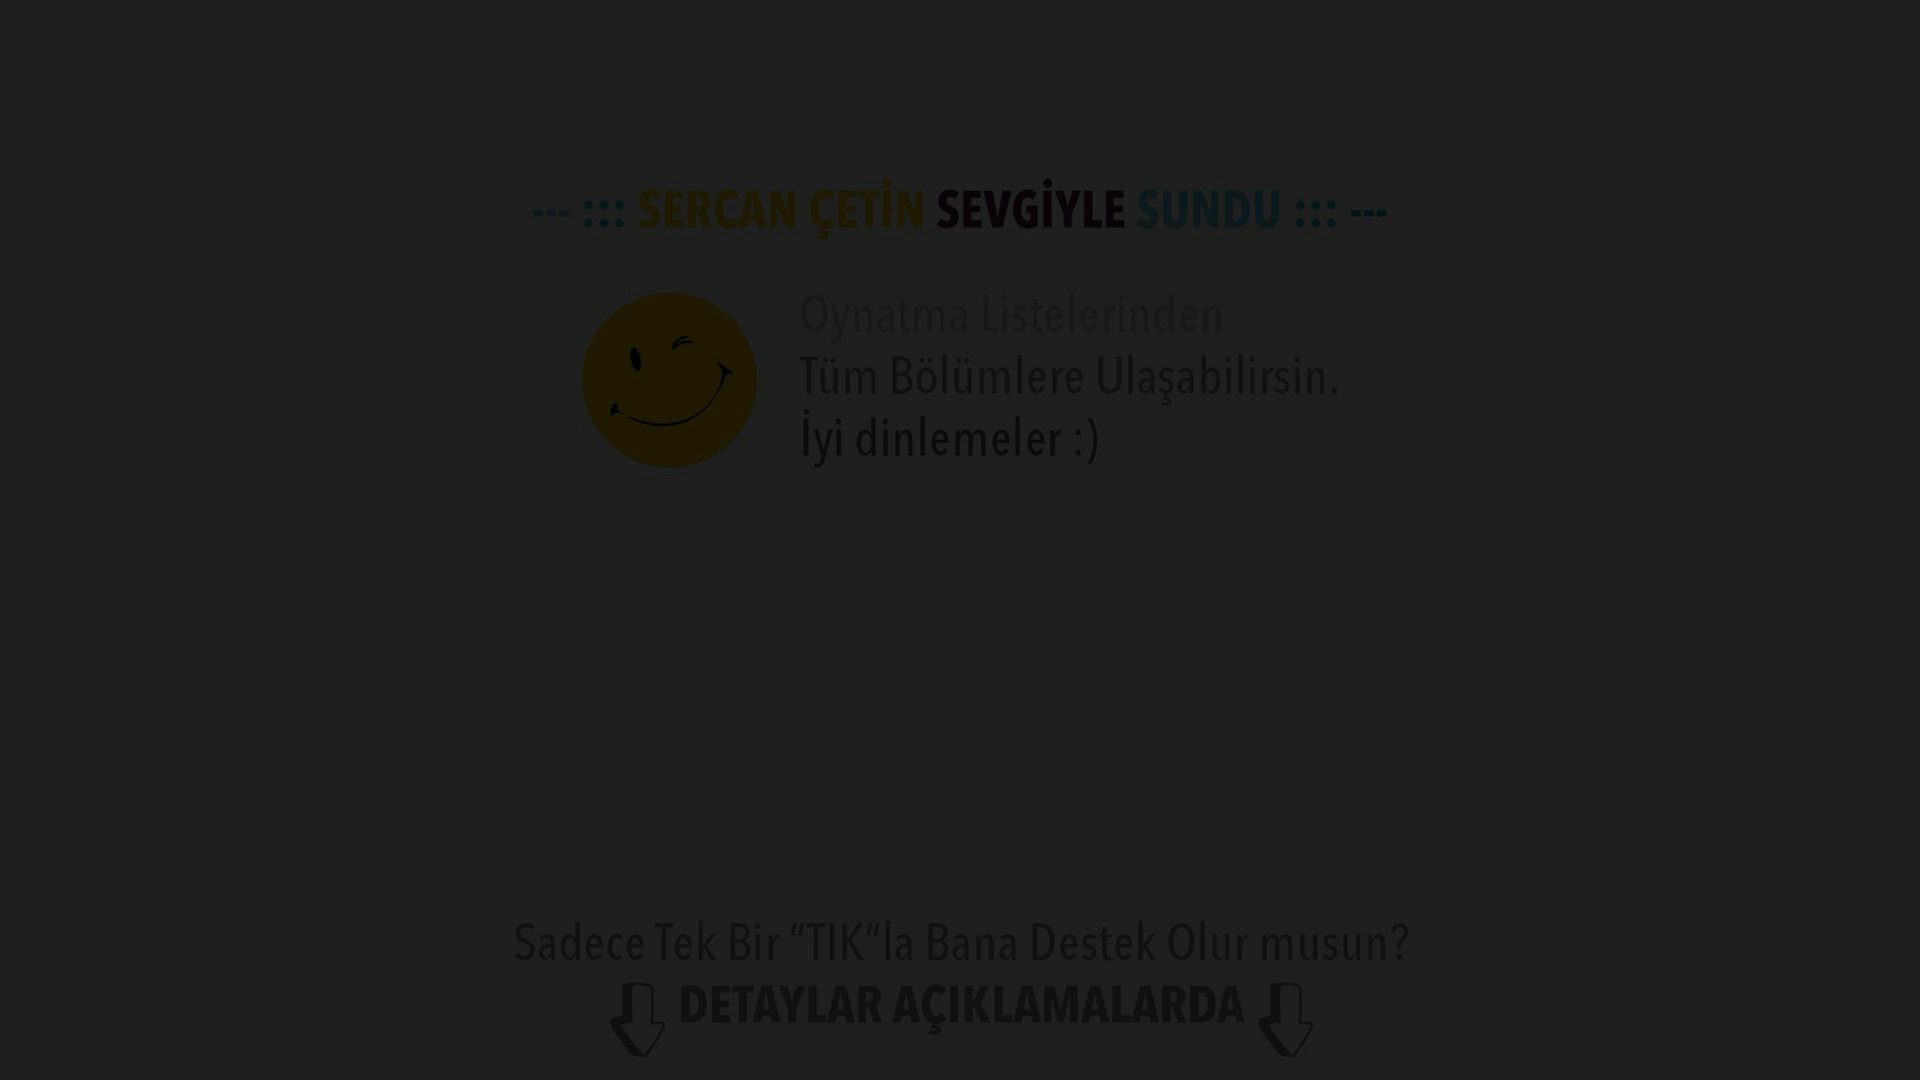 --- ::: SERCAN ÇETİN SEVGİYLE SUNDU ::: ---
Oynatma Listelerinden
Tüm Bölümlere Ulaşabilirsin.
İyi dinlemeler :)
Sadece Tek Bir "TIK"la Bana Destek Olur musun?
DETAYLAR AÇIKLAMALARDA